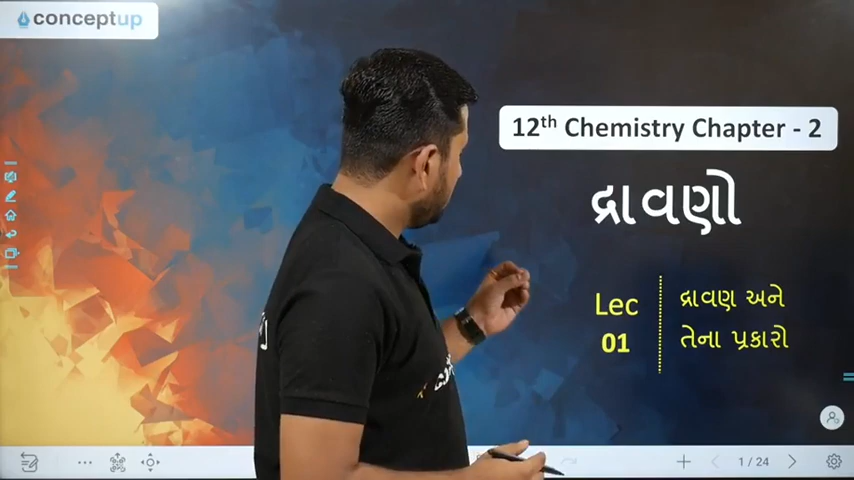 conceptup
12th Chemistry Chapter - 2
દ્રાવણો
Lec
01
દ્રાવણ અને
તેના પ્રકારો
1 / 24